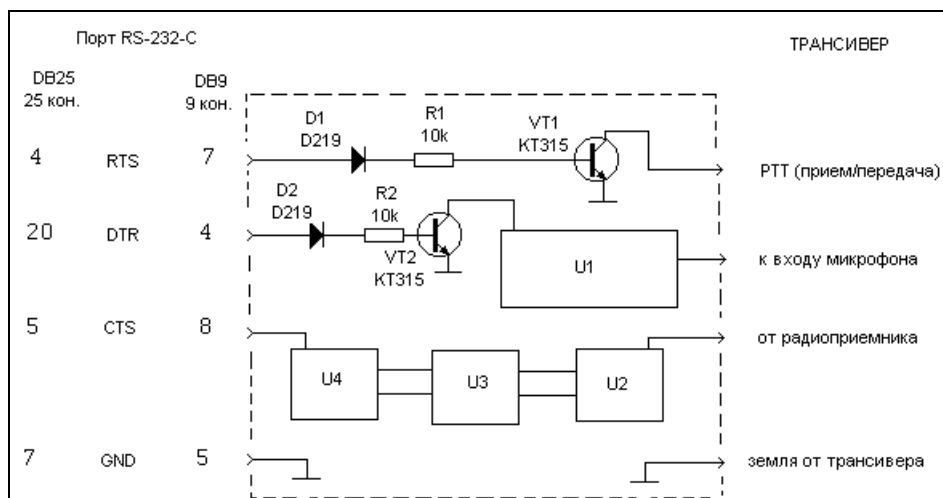 Порт RS-232-C
ТРАНСИВЕР
DB25
25 кон.
DB9
9 кон.
D1
D219
R1
10k
VT1
КТ315
4 RTS 7
РТТ (прием/передача)
D2
D219
R2
10k
20 DTR 4
VT2
КТ315
U1
к входу микрофона
5 CTS 8
от радиоприемника
U4
U3
U2
7 GND 5
земля от трансивера